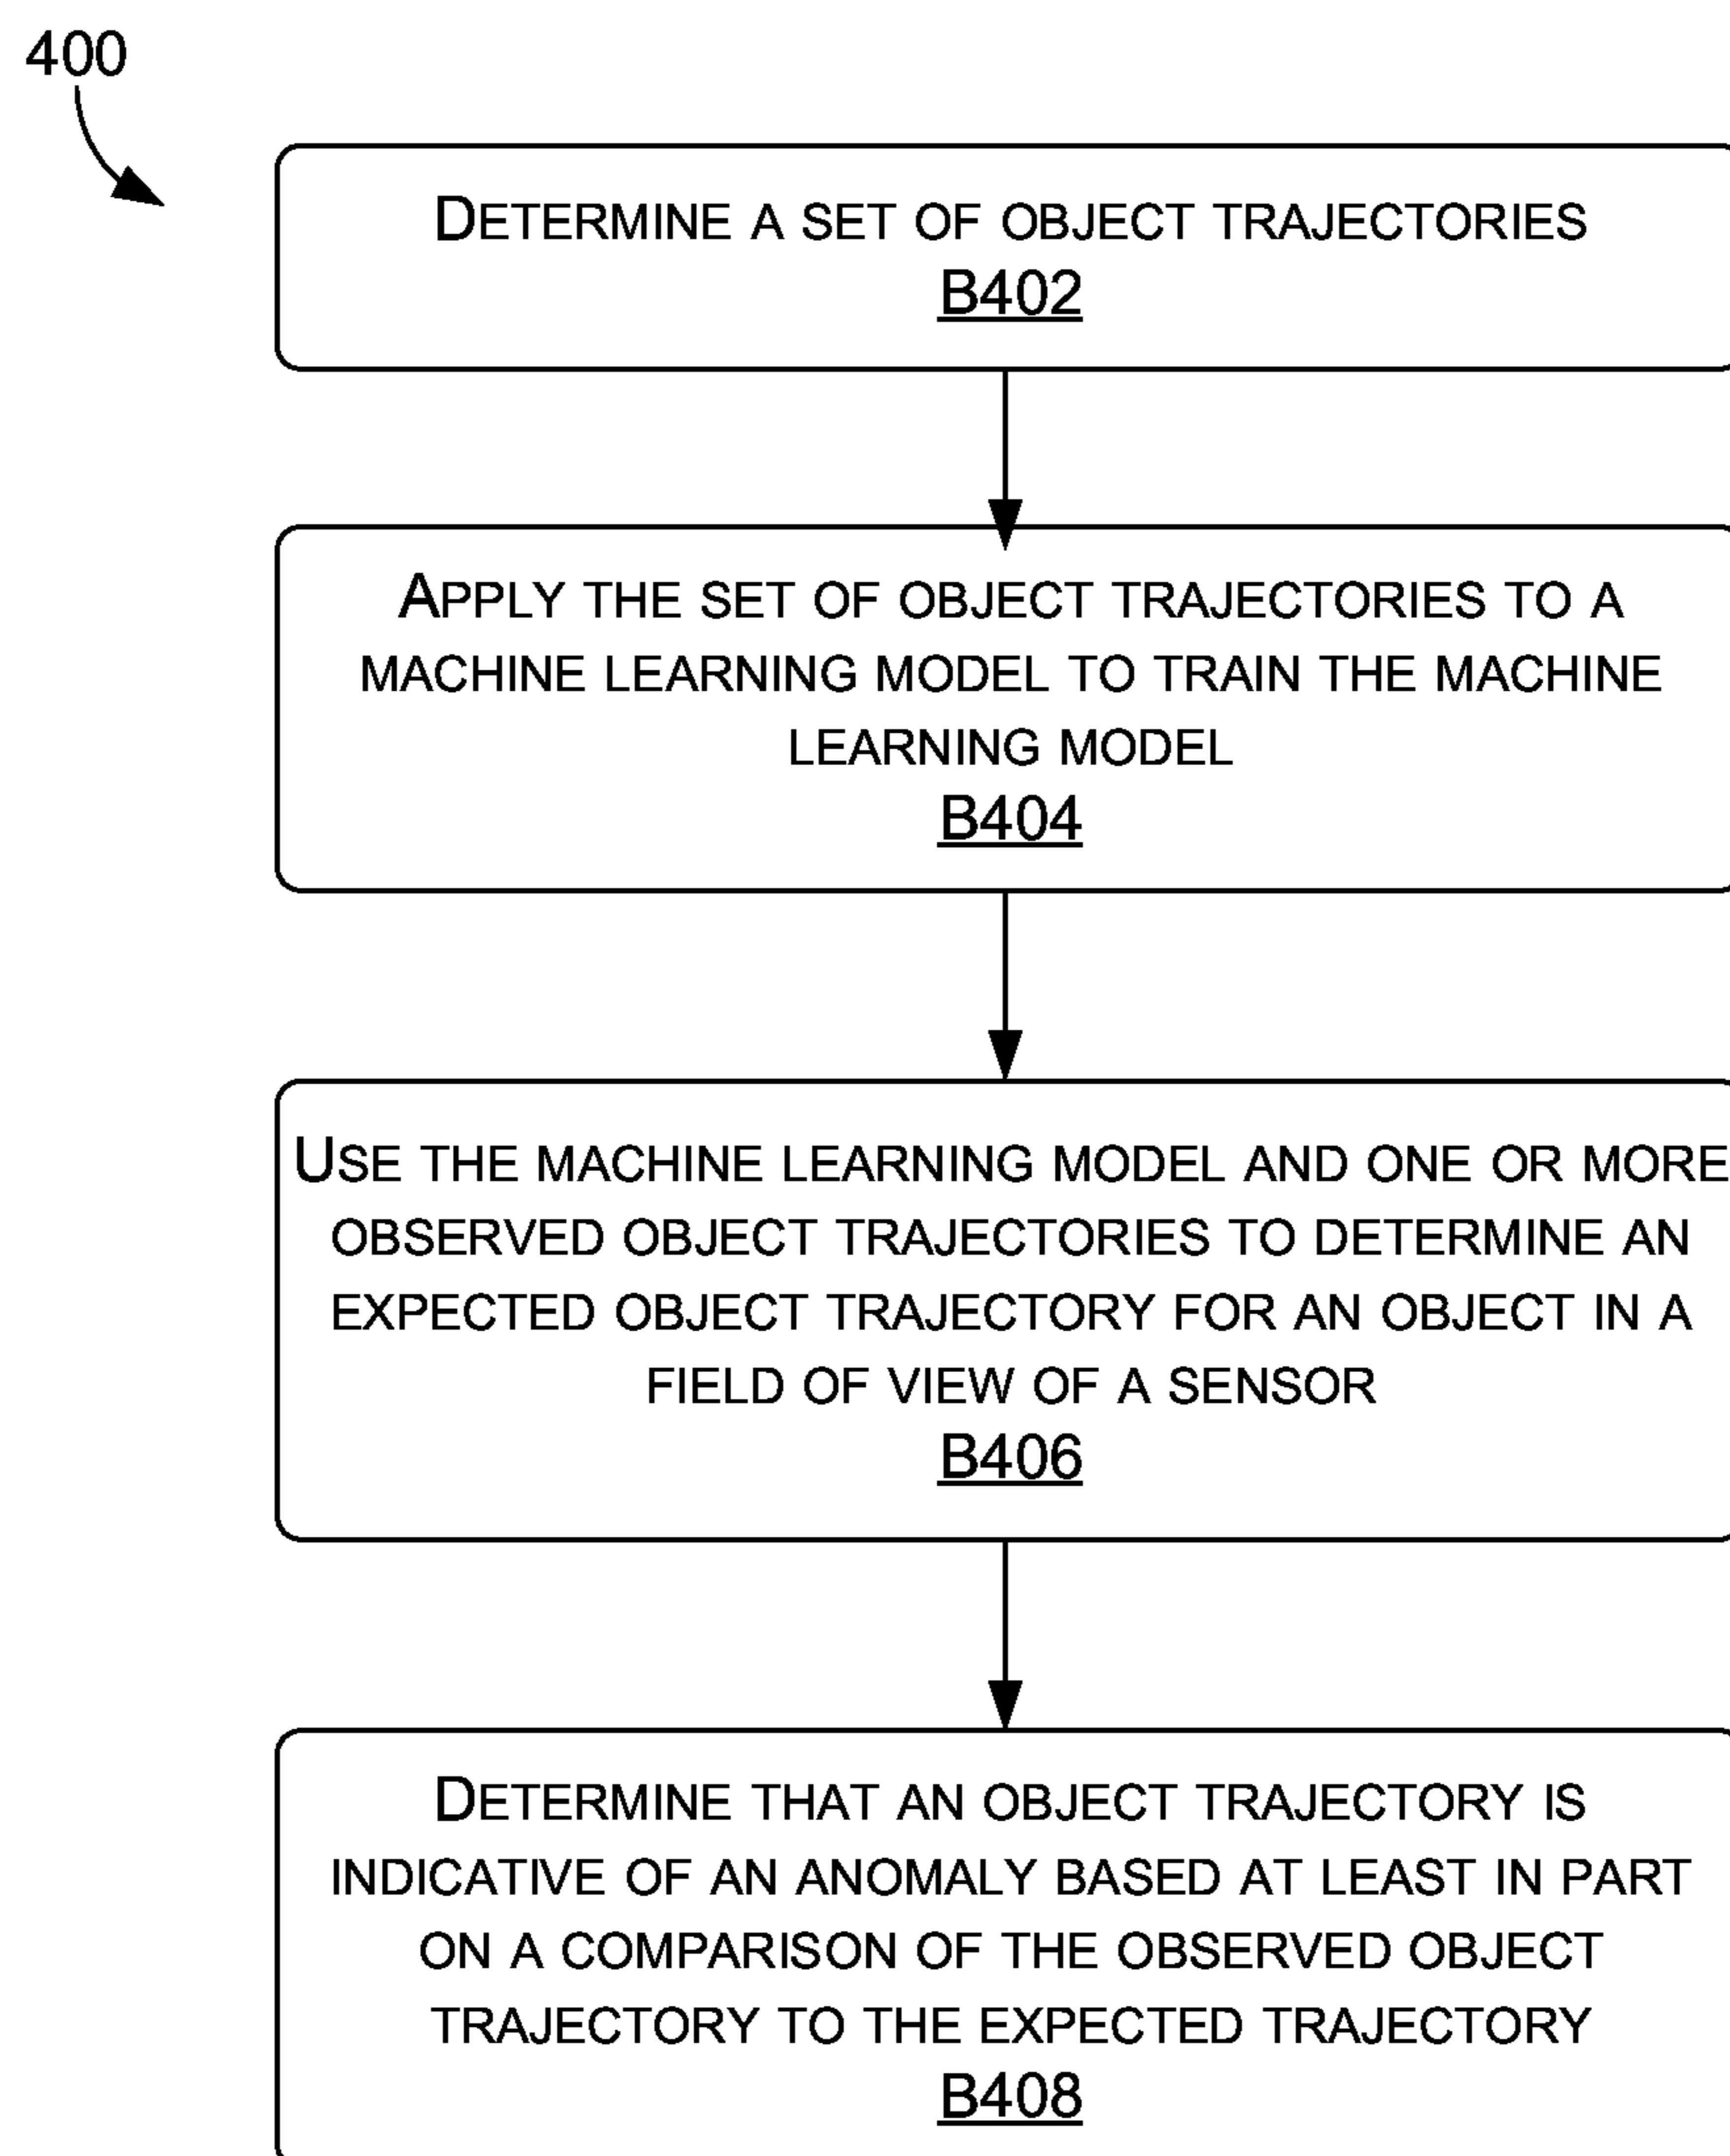 400
DETERMINE A SET OF OBJECT TRAJECTORIES
B402
APPLY THE SET OF OBJECT TRAJECTORIES TO A
MACHINE LEARNING MODEL TO TRAIN THE MACHINE
LEARNING MODEL
B404
USE THE MACHINE LEARNING MODEL AND ONE OR MORE
OBSERVED OBJECT TRAJECTORIES TO DETERMINE AN
EXPECTED OBJECT TRAJECTORY FOR AN OBJECT IN A
FIELD OF VIEW OF A SENSOR
B406
DETERMINE THAT AN OBJECT TRAJECTORY IS
INDICATIVE OF AN ANOMALY BASED AT LEAST IN PART
ON A COMPARISON OF THE OBSERVED OBJECT
TRAJECTORY TO THE EXPECTED TRAJECTORY
B408